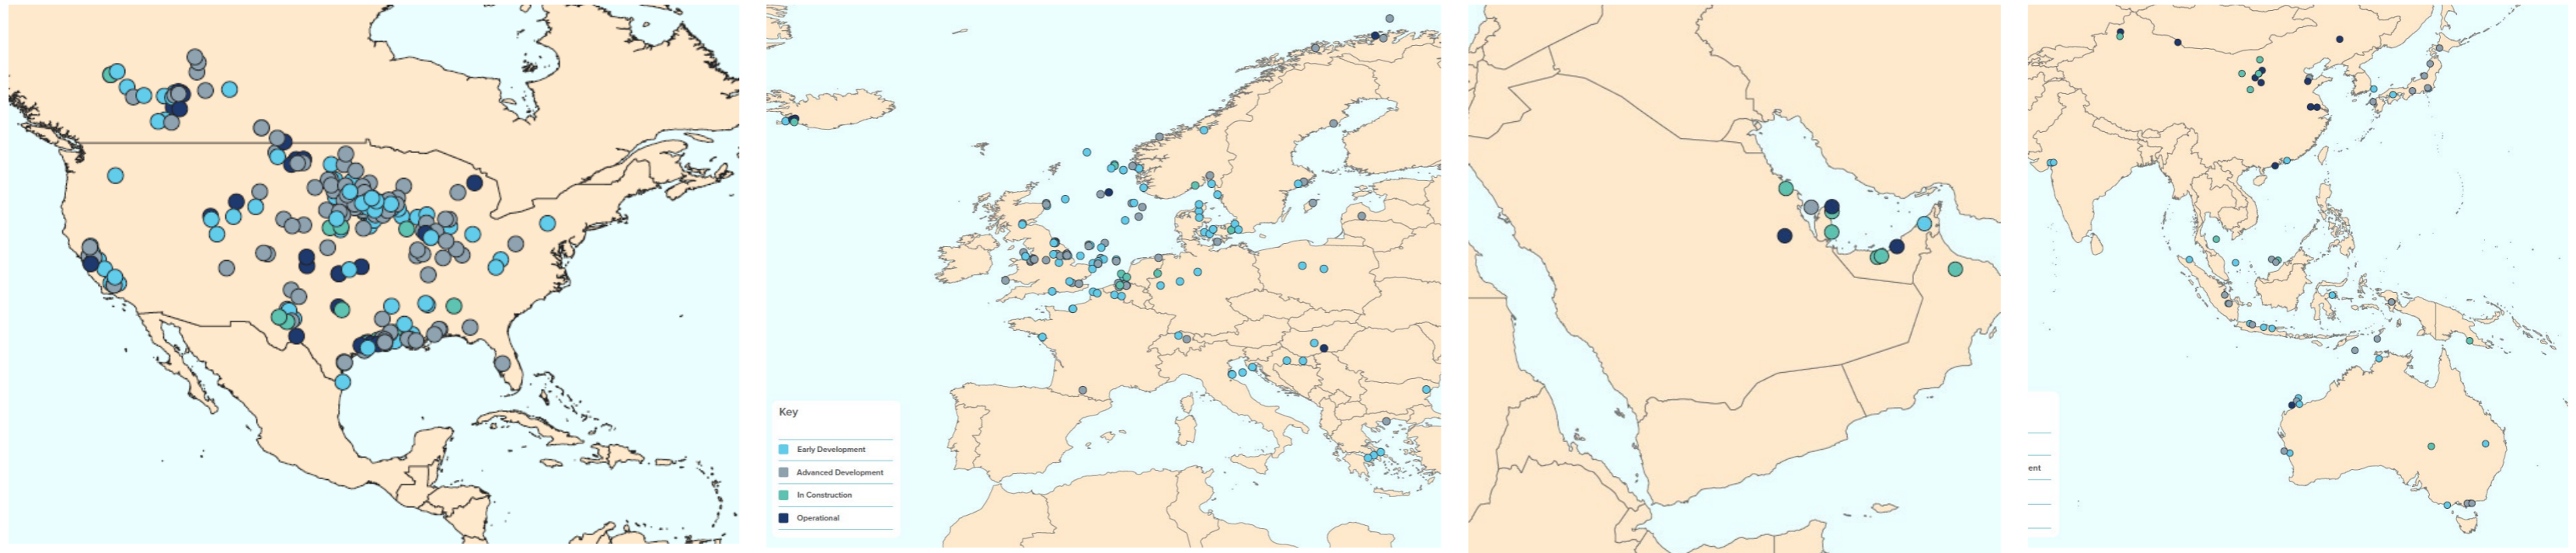 Key
Early Development
Advanced Development
In Construction
Operational
ent